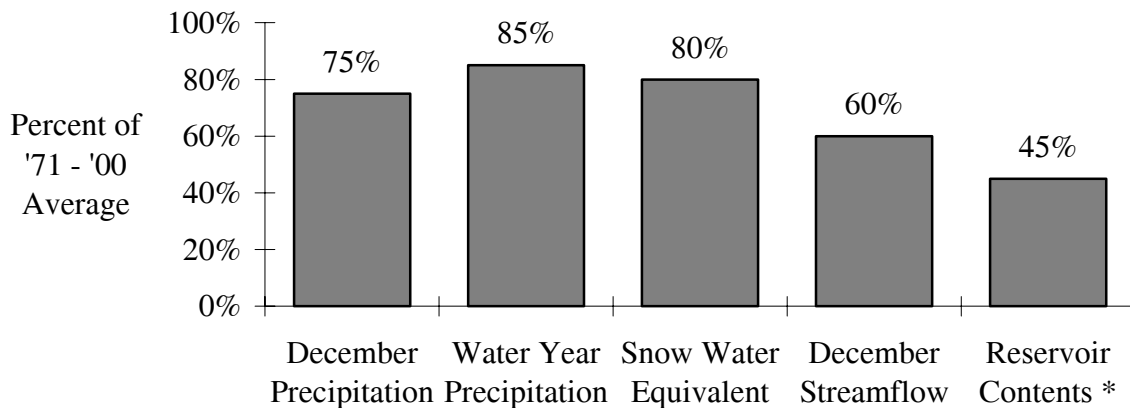 100%
80%
60%
40%
20%
0%
Percent of
'71 - '00
Average
75%
85%
80%
60%
45%
December
Precipitation
Water Year
Precipitation
Snow Water
Equivalent
December
Streamflow
Reservoir
Contents *